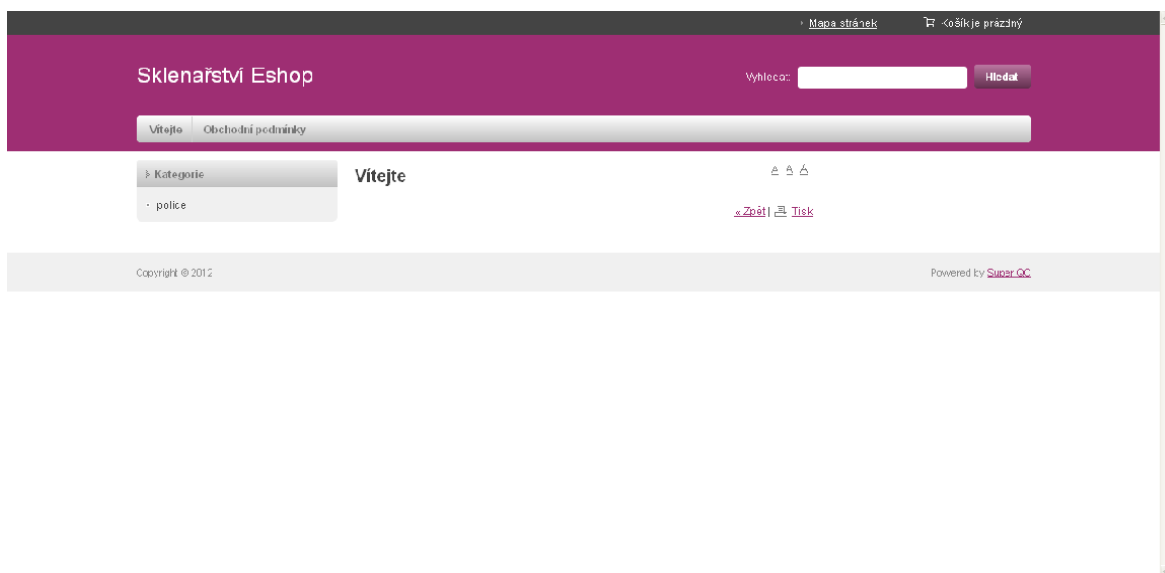 Mapa stránek Košík je prázdný
Sklenařství Eshop
Vyhledat: Hledat
Vítejte Obchodní podmínky
Kategorie
Vítejte
A A A
police
« Zpět | Tisk
Copyright © 2012
Powered by Super QC